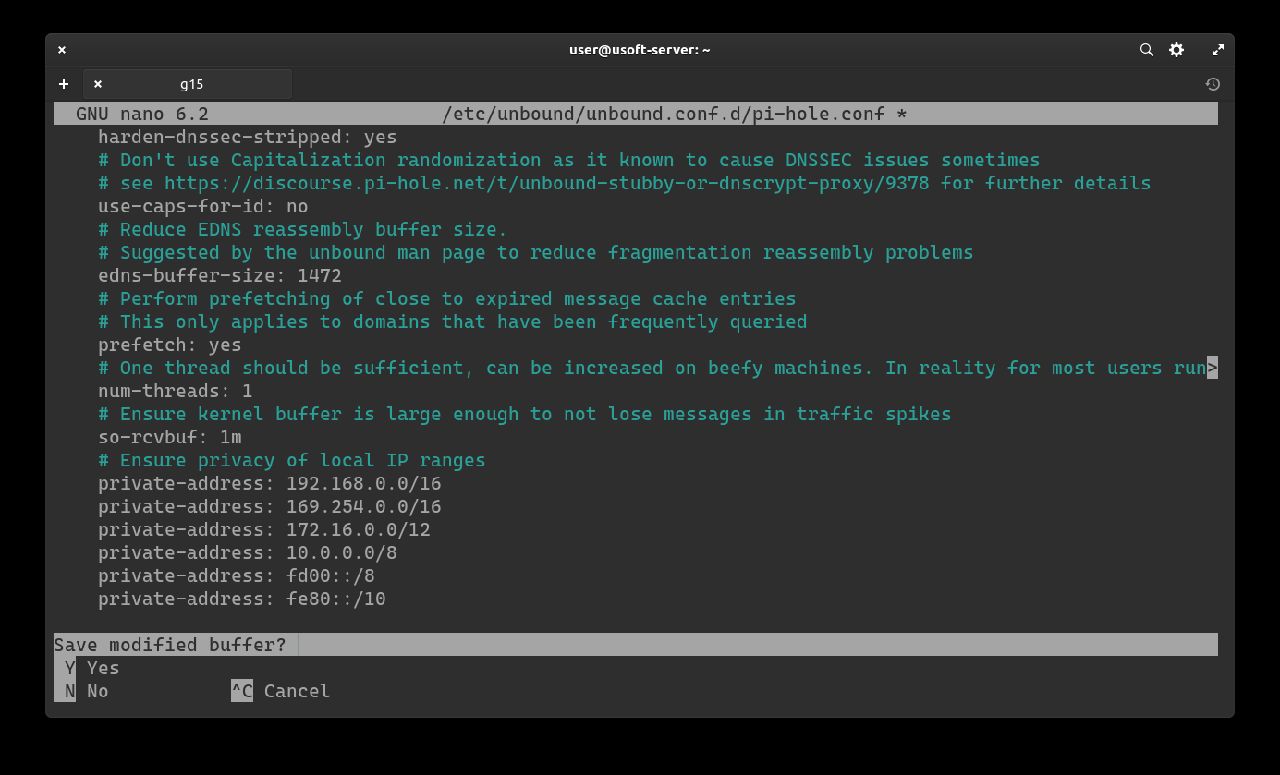 user@usoft-server: ~
g15
GNU nano 6.2 /etc/unbound/unbound.conf.d/pi-hole.conf *
harden-dnssec-stripped: yes
# Don't use Capitalization randomization as it known to cause DNSSEC issues sometimes
# see https://discourse.pi-hole.net/t/unbound-stubby-or-dnscrypt-proxy/9378 for further details
use-caps-for-id: no
# Reduce EDNS reassembly buffer size.
# Suggested by the unbound man page to reduce fragmentation reassembly problems
edns-buffer-size: 1472
# Perform prefetching of close to expired message cache entries
# This only applies to domains that have been frequently queried
prefetch: yes
# One thread should be sufficient, can be increased on beefy machines. In reality for most users run>
num-threads: 1
# Ensure kernel buffer is large enough to not lose messages in traffic spikes
so-rcvbuf: 1m
# Ensure privacy of local IP ranges
private-address: 192.168.0.0/16
private-address: 169.254.0.0/16
private-address: 172.16.0.0/12
private-address: 10.0.0.0/8
private-address: fd00::/8
private-address: fe80::/10
Save modified buffer?
Y Yes
N No ^C Cancel